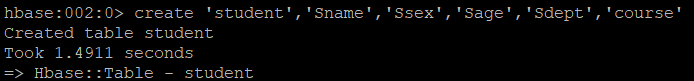 hbase:002:0> create 'student','Sname','Ssex','Sage','Sdept','course'
Created table student
Took 1.4911 seconds
=> Hbase::Table - student